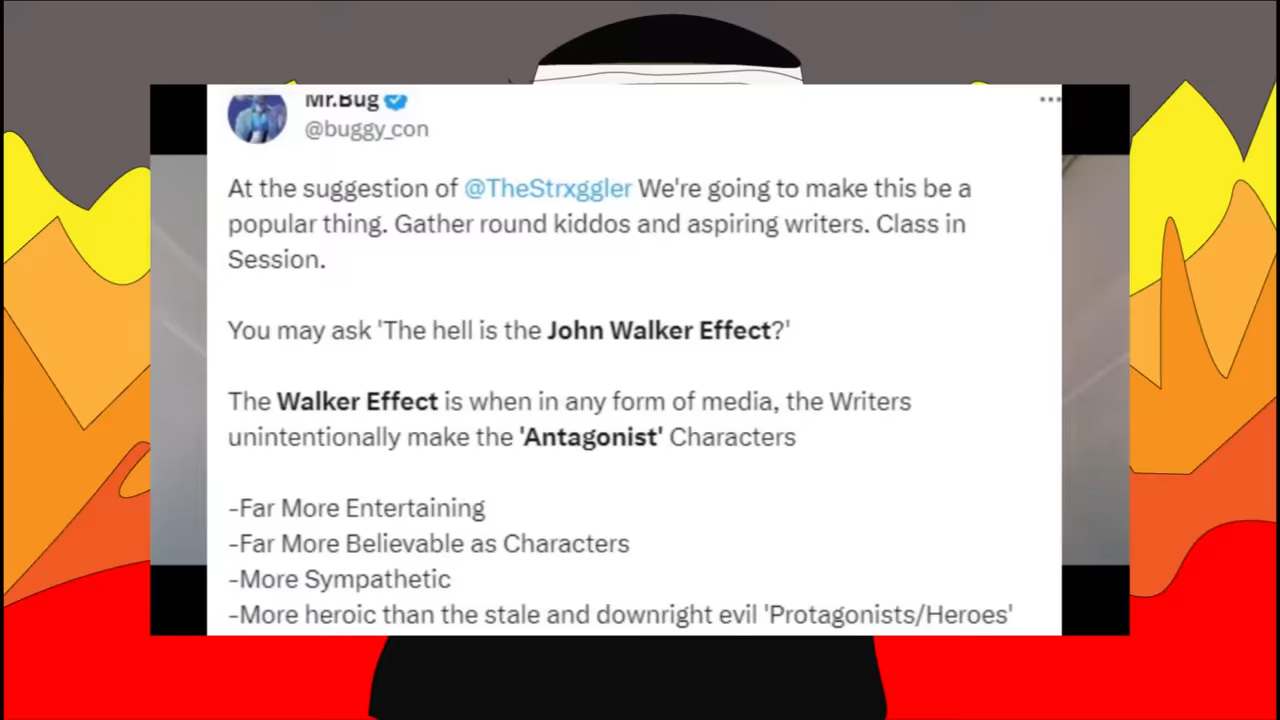 Mr.Bug
@buggy_con
At the suggestion of @TheStrxggler We're going to make this be a
popular thing. Gather round kiddos and aspiring writers. Class in
Session.
You may ask 'The hell is the John Walker Effect?'
The Walker Effect is when in any form of media, the Writers
unintentionally make the 'Antagonist' Characters
-Far More Entertaining
-Far More Believable as Characters
-More Sympathetic
-More heroic than the stale and downright evil 'Protagonists/Heroes'